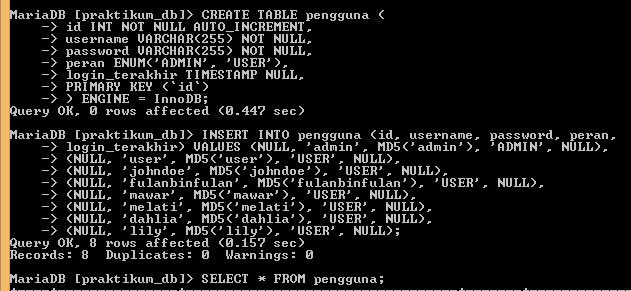 MariaDB [praktikum_db]> CREATE TABLE pengguna (
    -> id INT NOT NULL AUTO_INCREMENT,
    -> username VARCHAR(255) NOT NULL,
    -> password VARCHAR(255) NOT NULL,
    -> peran ENUM('ADMIN', 'USER'),
    -> login_terakhir TIMESTAMP NULL,
    -> PRIMARY KEY (`id`)
    -> ) ENGINE = InnoDB;
Query OK, 0 rows affected (0.447 sec)

MariaDB [praktikum_db]> INSERT INTO pengguna (id, username, password, peran,
    -> login_terakhir) VALUES (NULL, 'admin', MD5('admin'), 'ADMIN', NULL),
    -> (NULL, 'user', MD5('user'), 'USER', NULL),
    -> (NULL, 'johndoe', MD5('johndoe'), 'USER', NULL),
    -> (NULL, 'fulanbinfulan', MD5('fulanbinfulan'), 'USER', NULL),
    -> (NULL, 'mawar', MD5('mawar'), 'USER', NULL),
    -> (NULL, 'melati', MD5('melati'), 'USER', NULL),
    -> (NULL, 'dahlia', MD5('dahlia'), 'USER', NULL),
    -> (NULL, 'lily', MD5('lily'), 'USER', NULL);
Query OK, 8 rows affected (0.157 sec)
Records: 8  Duplicates: 0  Warnings: 0

MariaDB [praktikum_db]> SELECT * FROM pengguna;